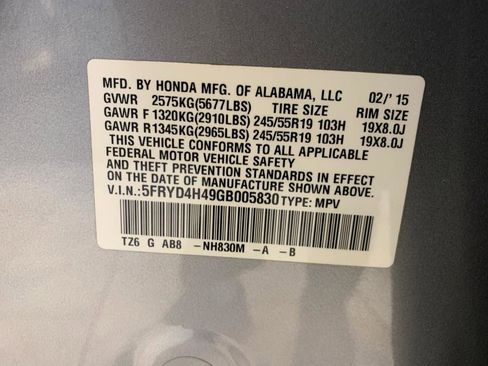 MFD. BY HONDA MFG. OF ALABAMA, LLC 02/' 15
GVWR 2575KG(5677LBS) TIRE SIZE RIM SIZE
GAWR F 1320KG(2910LBS) 245/55R19 103H 19X8.0J
GAWR R1345KG(2965LBS) 245/55R19 103H 19X8.0J
THIS VEHICLE CONFORMS TO ALL APPLICABLE
FEDERAL MOTOR VEHICLE SAFETY
AND THEFT PREVENTION STANDARDS IN EFFECT
ON THE DATE OF MANUFACTURE SHOWN ABOVE.
V.I.N.:5FRYD4H49GB005830 TYPE: MPV
TZ6 G AB8 -NH830M -A -B